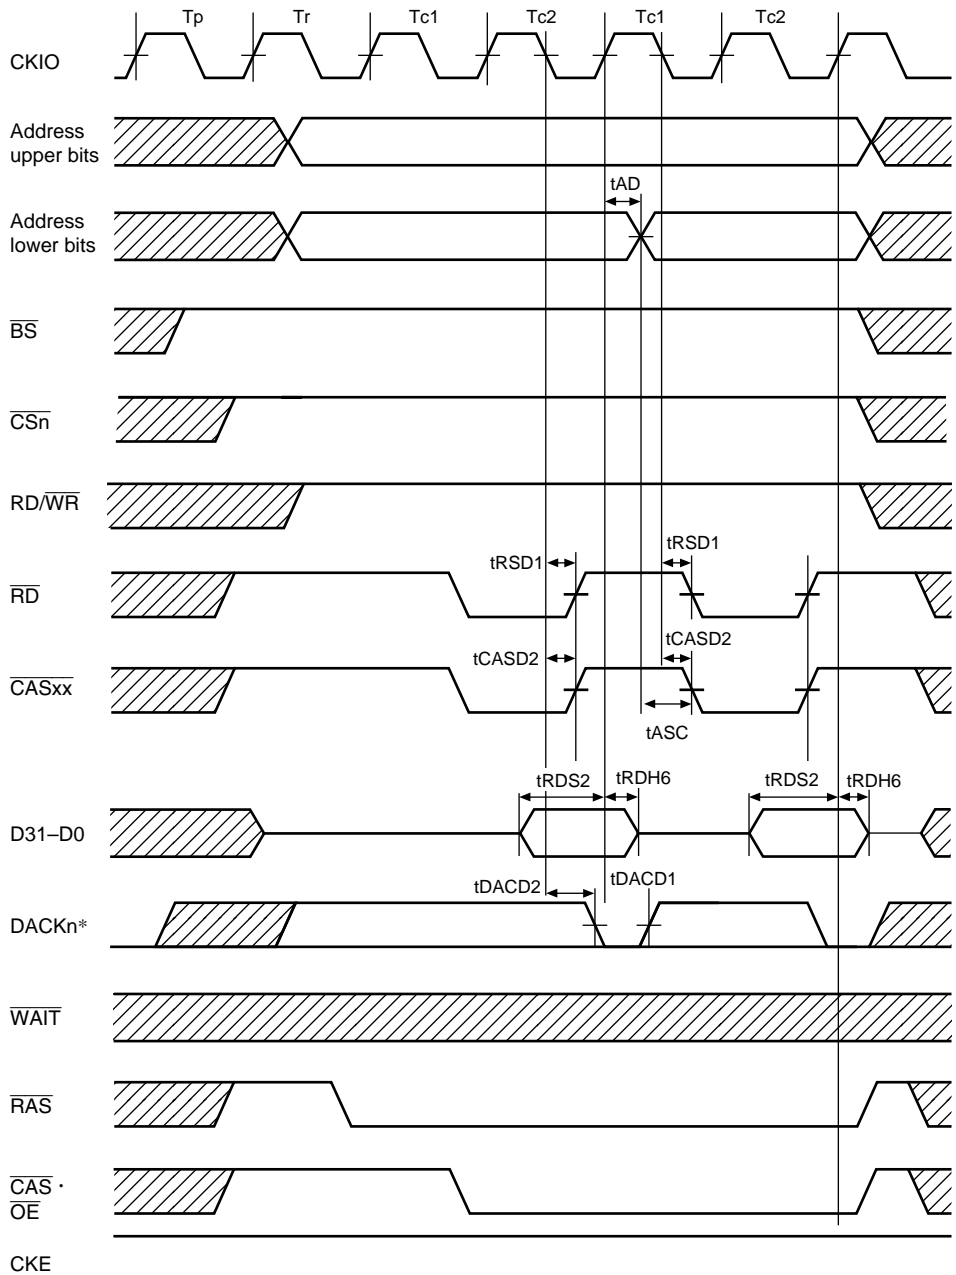 Tp Tr Tc1 Tc2 Tc1 Tc2
CKIO
Address
upper bits
tAD
Address
lower bits
BS
CSn
RD/WR
tRSD1 tRSD1
RD
tCASD2 tCASD2
CASxx
tASC
tRDS2 tRDH6 tRDS2 tRDH6
D31–D0
tDACD2 tDACD1
DACKn*
WAIT
RAS
CAS ·
OE
CKE